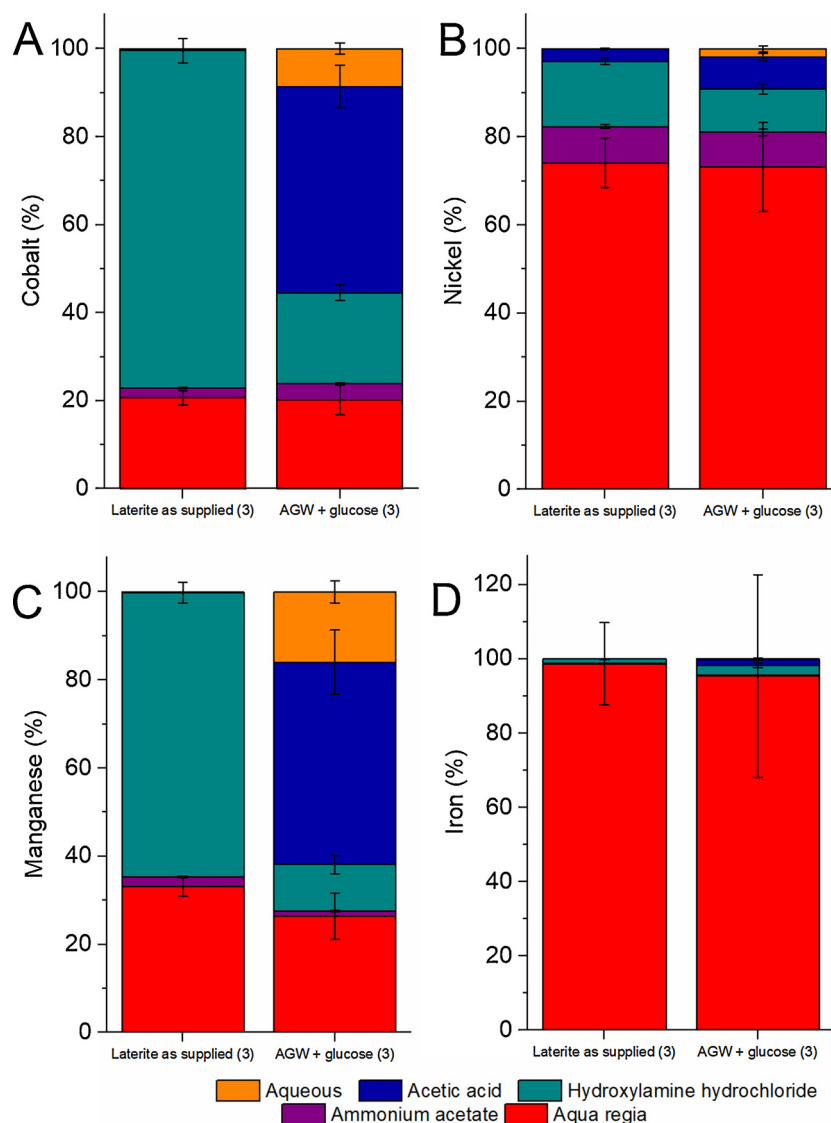 A
100
80
60
40
20
0
Cobalt (%)
Laterite as supplied (3)
AGW + glucose (3)
B
100
80
60
40
20
0
Nickel (%)
Laterite as supplied (3)
AGW + glucose (3)
C
100
80
60
40
20
0
Manganese (%)
Laterite as supplied (3)
AGW + glucose (3)
D
120
100
80
60
40
20
0
Iron (%)
Laterite as supplied (3)
AGW + glucose (3)
Aqueous Acetic acid Hydroxylamine hydrochloride
Ammonium acetate Aqua regia